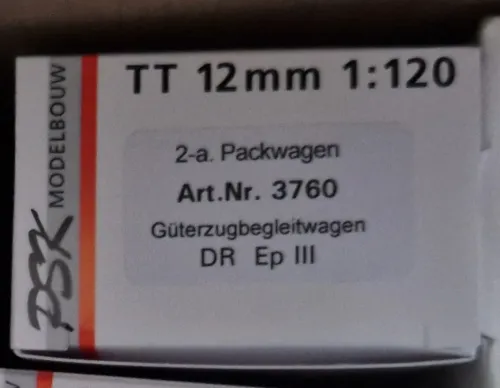 TT 12mm 1:120
2-a. Packwagen
Art.Nr. 3760
Güterzugbegleitwagen
DR Ep III
PSK MODELBOUW